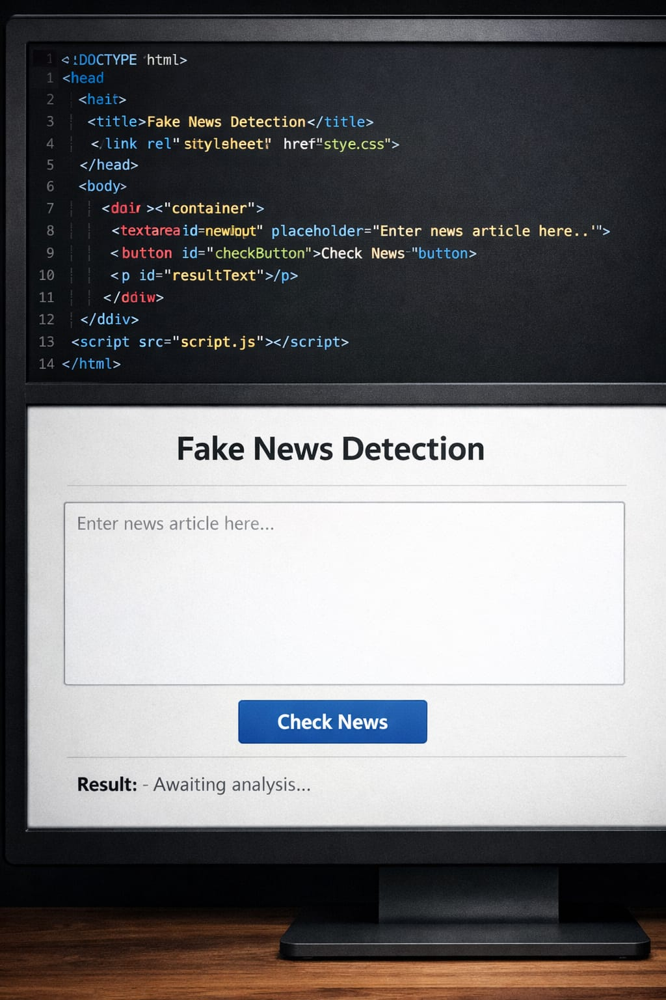 1 <!DOCTYPE html>
1 <head
2 <hait>
3 <title>Fake News Detection</title>
4 </link rel" sttylsheet" href"stye.css">
5 </head>
6 <body>
7 <dair ><"container">
8 <textarea id= placeholder="Enter news article here..'">
9 <button id="checkButton">Check News-"button>
10 <p id="resultText">/p>
11 </ddiw>
12 </ddiv>
13 <script src="script.js"></script>
14 </html>
Fake News Detection
Enter news article here...
Check News
Result: - Awaiting analysis...